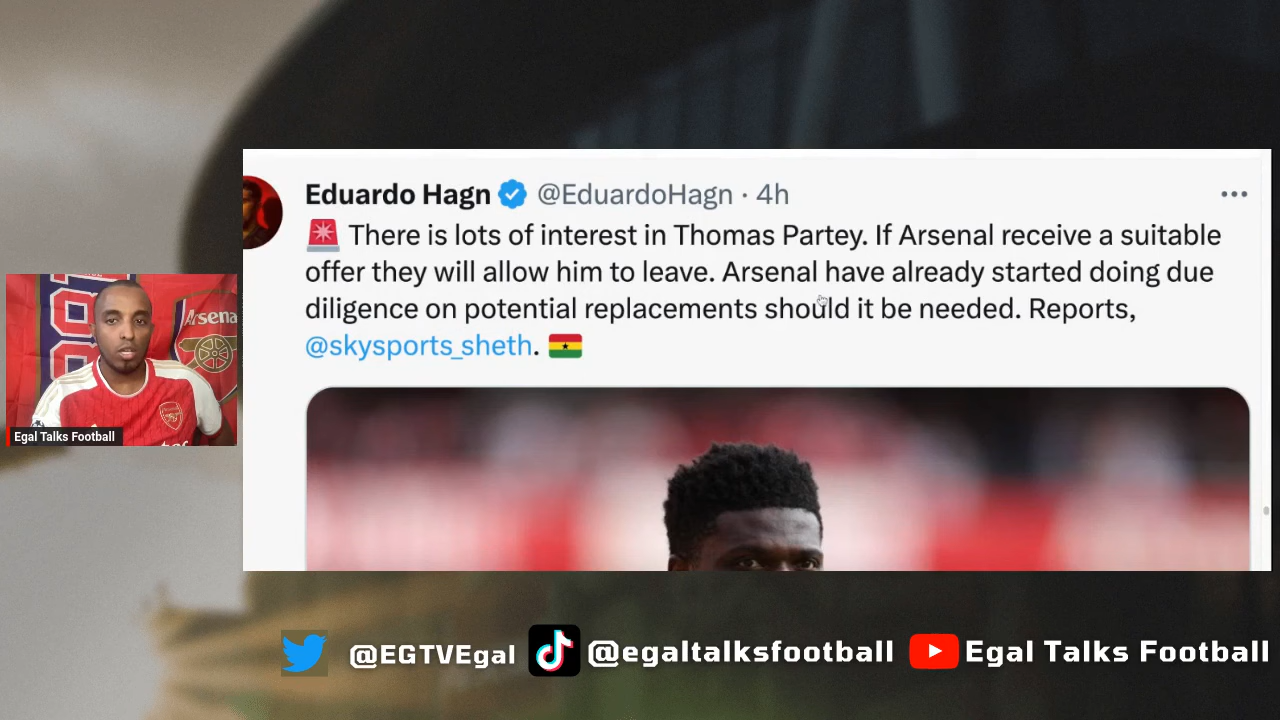 Eduardo Hagn @EduardoHagn · 4h
🚨 There is lots of interest in Thomas Partey. If Arsenal receive a suitable
offer they will allow him to leave. Arsenal have already started doing due
diligence on potential replacements should it be needed. Reports,
@skysports_sheth. 🇬🇭
Arsenal
Egal Talks Football
@EGTVEgal @egaltalksfootball Egal Talks Football